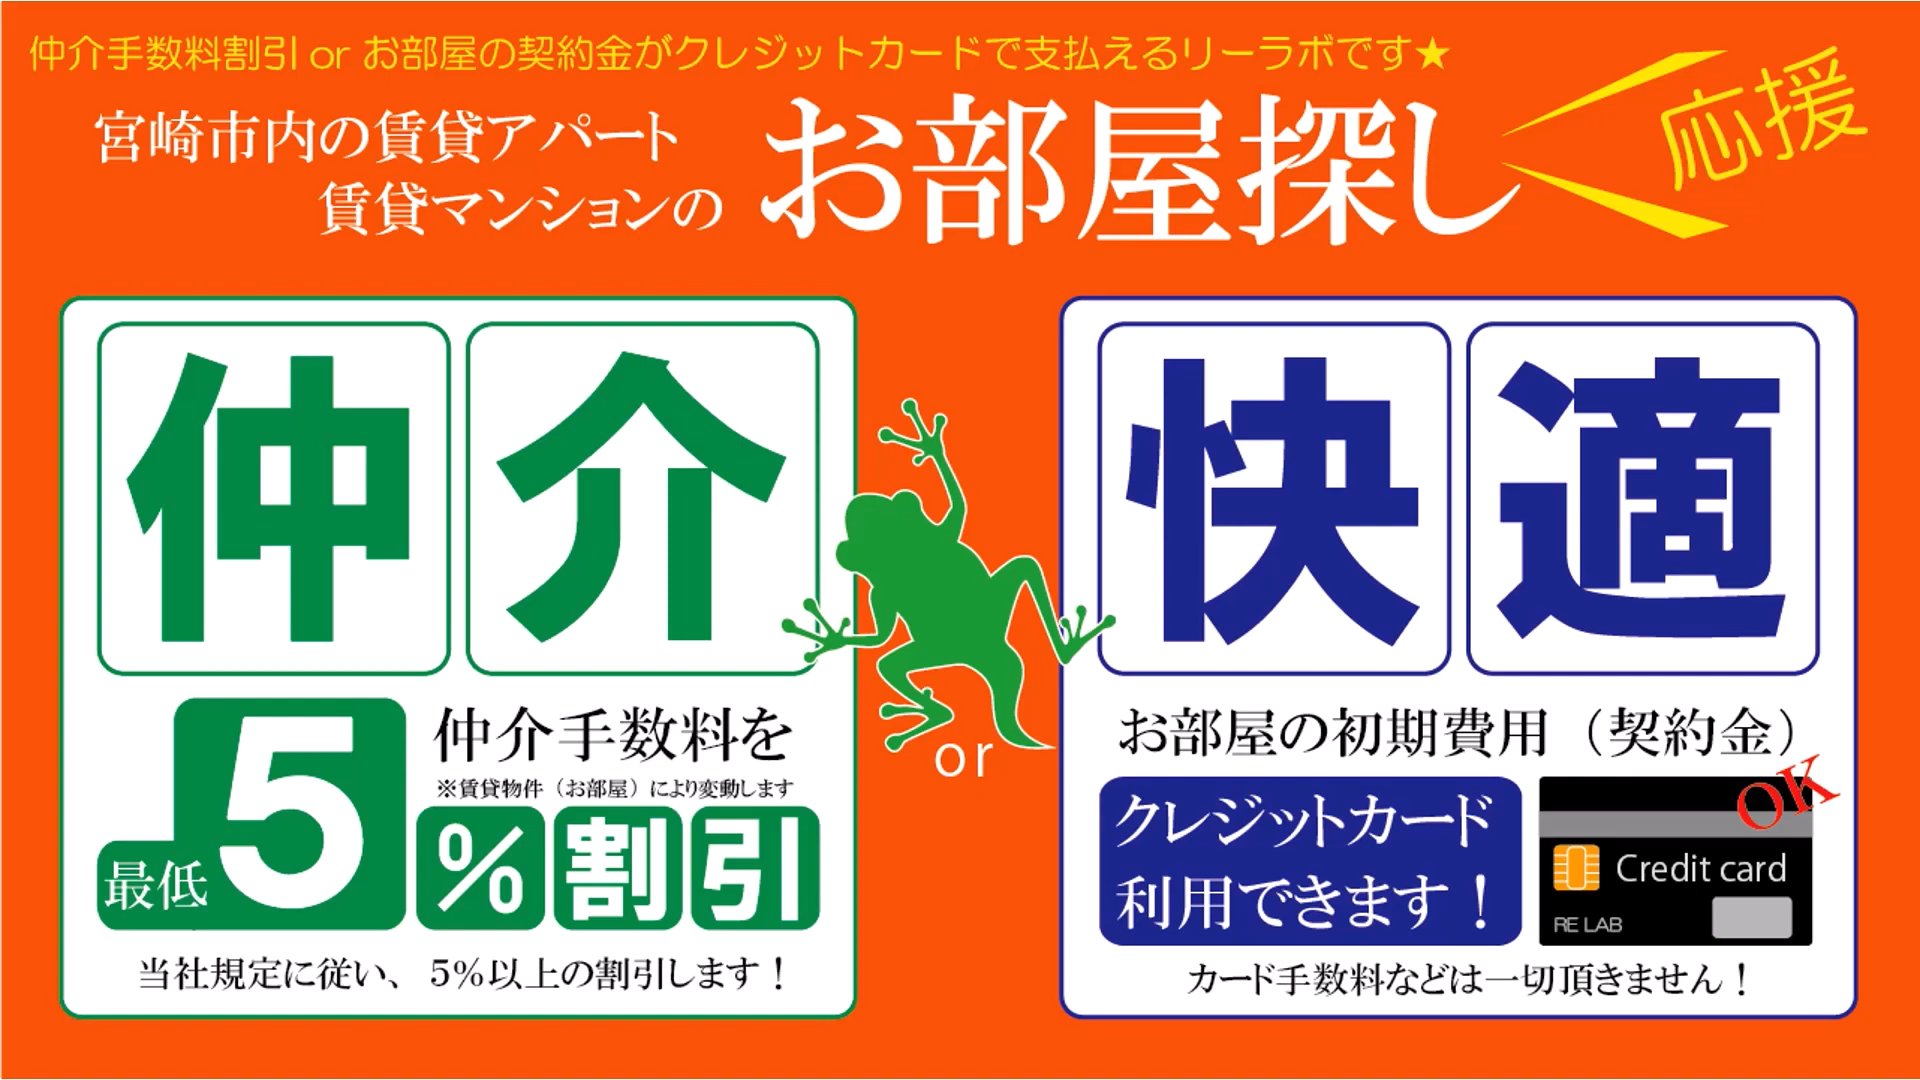 仲介手数料割引 or お部屋の契約金がクレジットカードで支払えるリーラボです★
宮崎市内の賃貸アパート
賃貸マンションの
お部屋探し
応援
仲介
最低5
仲介手数料を
※賃貸物件（お部屋）により変動します
%割引
当社規定に従い、5%以上の割引します！
or
快適
お部屋の初期費用（契約金）
クレジットカード
利用できます！
OK
Credit card
RE LAB
カード手数料などは一切頂きません！